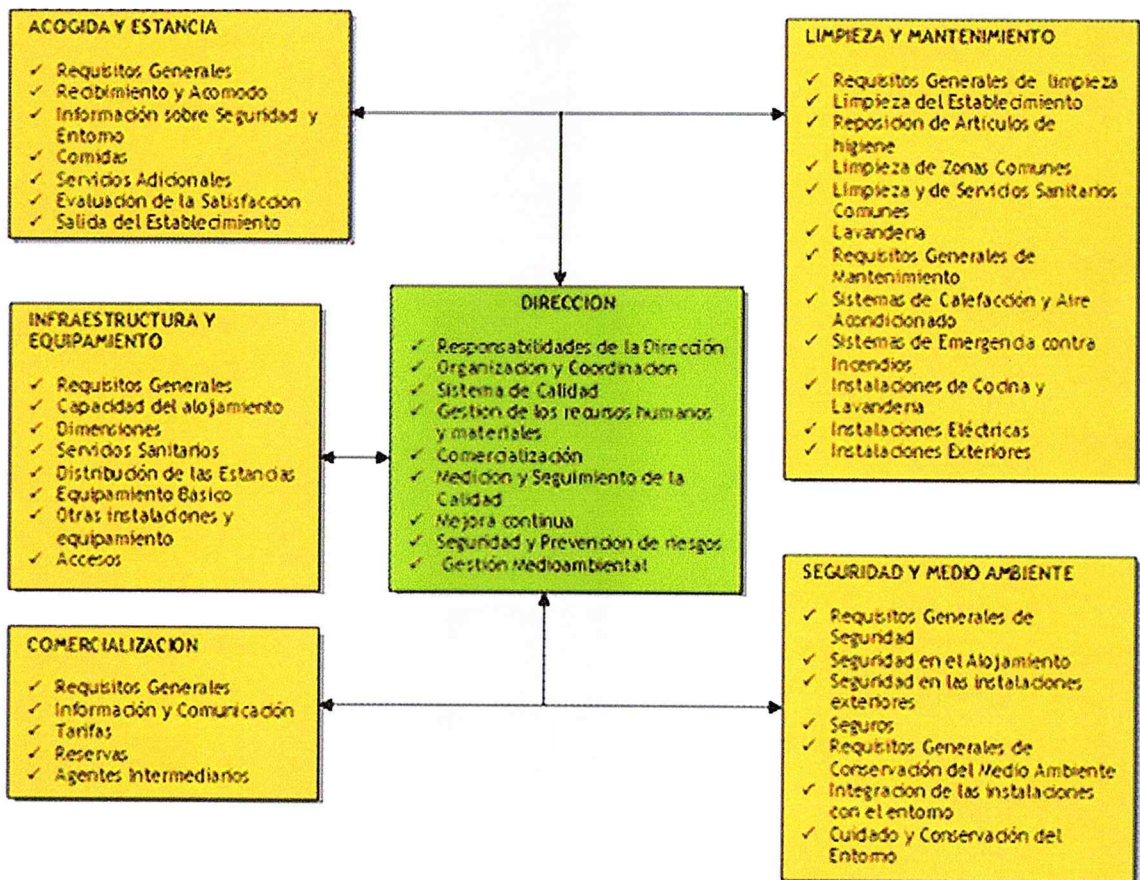 ACOGIDA Y ESTANCIA
✓ Requisitos Generales
✓ Recibimiento y Acomodo
✓ Información sobre Seguridad y
Entorno
✓ Comidas
✓ Servicios Adicionales
✓ Evaluación de la Satisfacción
✓ Salida del Establecimiento
INFRAESTRUCTURA Y
EQUIPAMIENTO
✓ Requisitos Generales
✓ Capacidad del alojamiento
✓ Dimensiones
✓ Servicios Sanitarios
✓ Distribución de las Estancias
✓ Equipamiento Básico
✓ Otras instalaciones y
equipamiento
✓ Accesos
COMERCIALIZACION
✓ Requisitos Generales
✓ Información y Comunicación
✓ Tarifas
✓ Reservas
✓ Agentes Intermediarios
DIRECCION
✓ Responsabilidades de la Dirección
✓ Organizacion y Coordinacion
✓ Sistema de Calidad
✓ Gestión de los recursos humanos
y materiales
✓ Comercialización
✓ Medicion y Seguimiento de la
Calidad
✓ Mejora continua
✓ Seguridad y Prevencion de riesgos
✓ Gestión Medioambiental
LIMPIEZA Y MANTENIMIENTO
✓ Requisitos Generales de limpieza
✓ Limpieza del Establecimiento
✓ Reposicion de Artículos de
higiene
✓ Limpieza de Zonas Comunes
✓ Limpieza y de Servicios Sanitarios
Comunes
✓ Lavanderia
✓ Requisitos Generales de
Mantenimiento
✓ Sistemas de Calefacción y Aire
Acondicionado
✓ Sistemas de Emergencia contra
Incendios
✓ Instalaciones de Cocina y
Lavanderia
✓ Instalaciones Eléctricas
✓ Instalaciones Exteriores
SEGURIDAD Y MEDIO AMBIENTE
✓ Requisitos Generales de
Seguridad
✓ Seguridad en el Alojamiento
✓ Seguridad en las instalaciones
exteriores
✓ Seguros
✓ Requisitos Generales de
Conservación del Medio Ambiente
✓ Integracion de las instalaciones
con el entorno
✓ Cuidado y Conservación del
Entorno